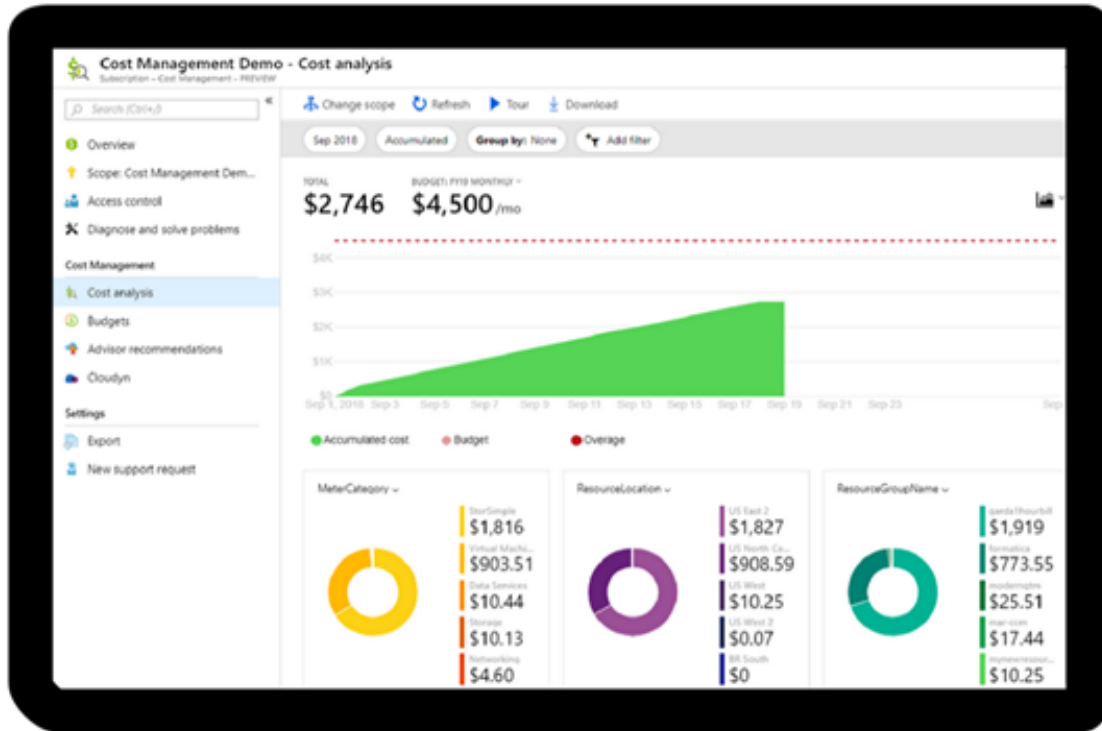 Cost Management Demo - Cost analysis
Subscription - Cost Management - PREVIEW
Search (Ctrl+/)
«
Overview
Scope: Cost Management Dem...
Access control
Diagnose and solve problems
Cost Management
Cost analysis
Budgets
Advisor recommendations
Cloudyn
Settings
Export
New support request
Change scope Refresh Tour Download
Sep 2018 Accumulated Group by: None Add filter
TOTAL
$2,746
BUDGET: FY19 MONTHLY
$4,500 /mo
$4K
$3K
$2K
$1K
$0
Sep 1, 2018 Sep 3 Sep 5 Sep 7 Sep 9 Sep 11 Sep 13 Sep 15 Sep 17 Sep 19 Sep 21 Sep 23 Sep
Accumulated cost Budget Overage
MeterCategory
StorSimple
$1,816
Virtual Machi...
$903.51
Data Services
$10.44
Storage
$10.13
Networking
$4.60
ResourceLocation
US East 2
$1,827
US North Ce...
$908.59
US West
$10.25
US West 2
$0.07
BR South
$0
ResourceGroupName
$1,919
formatica
$773.55
$25.51
$17.44
mynewresour...
$10.25